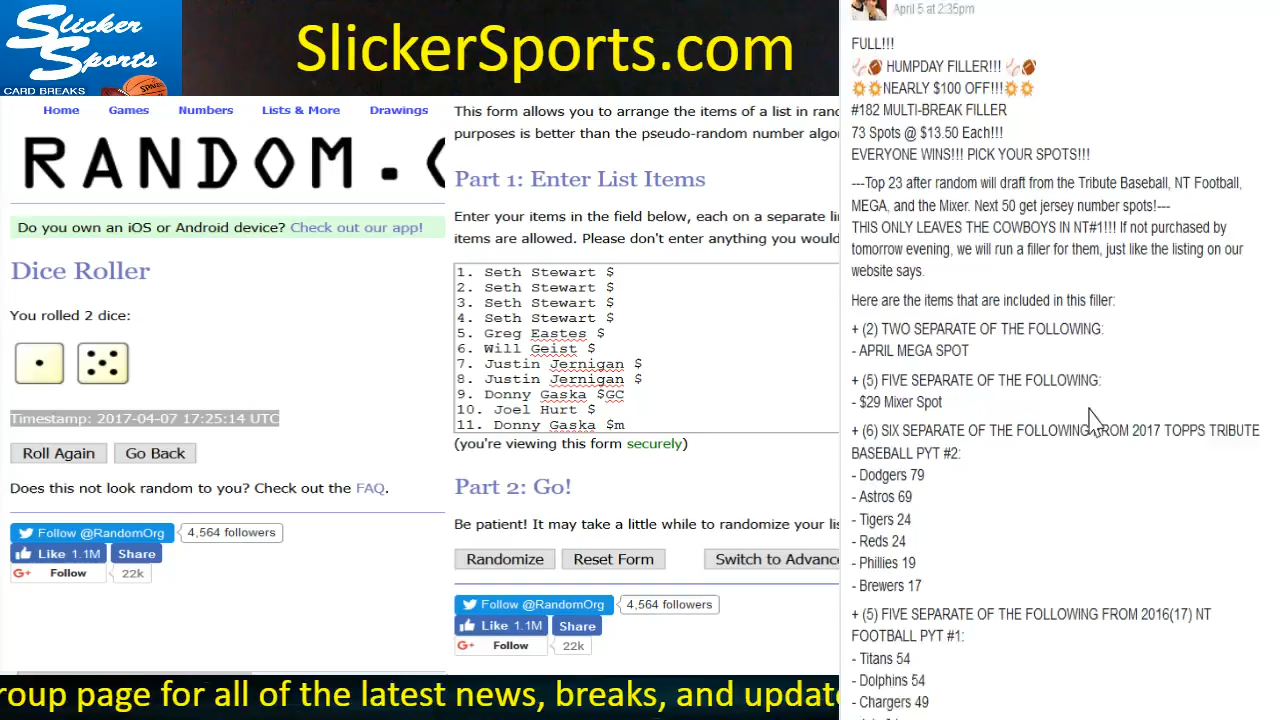 Slicker
Sports
CARD BREAKS
SlickerSports.com
Home Games Numbers Lists & More Drawings
RANDOM.
Do you own an iOS or Android device? Check out our app!
Dice Roller
You rolled 2 dice:
Timestamp: 2017-04-07 17:25:14 UTC
Roll Again Go Back
Does this not look random to you? Check out the FAQ.
Follow @RandomOrg 4,564 followers
Like 1.1M Share
G+ Follow 22k
This form allows you to arrange the items of a list in ran
purposes is better than the pseudo-random number algo
Part 1: Enter List Items
Enter your items in the field below, each on a separate li
items are allowed. Please don't enter anything you would
1. Seth Stewart $
2. Seth Stewart $
3. Seth Stewart $
4. Seth Stewart $
5. Greg Eastes $
6. Will Geist $
7. Justin Jernigan $
8. Justin Jernigan $
9. Donny Gaska $GC
10. Joel Hurt $
11. Donny Gaska $m
(you're viewing this form securely)
Part 2: Go!
Be patient! It may take a little while to randomize your lis
Randomize Reset Form Switch to Advance
Follow @RandomOrg 4,564 followers
Like 1.1M Share
G+ Follow 22k
April 5 at 2:35pm
FULL!!!
HUMPDAY FILLER!!!
NEARLY $100 OFF!!!
#182 MULTI-BREAK FILLER
73 Spots @ $13.50 Each!!!
EVERYONE WINS!!! PICK YOUR SPOTS!!!
---Top 23 after random will draft from the Tribute Baseball, NT Football,
MEGA, and the Mixer. Next 50 get jersey number spots!---
THIS ONLY LEAVES THE COWBOYS IN NT#1!!! If not purchased by
tomorrow evening, we will run a filler for them, just like the listing on our
website says.
Here are the items that are included in this filler:
+ (2) TWO SEPARATE OF THE FOLLOWING:
- APRIL MEGA SPOT
+ (5) FIVE SEPARATE OF THE FOLLOWING:
- $29 Mixer Spot
+ (6) SIX SEPARATE OF THE FOLLOWING FROM 2017 TOPPS TRIBUTE
BASEBALL PYT #2:
- Dodgers 79
- Astros 69
- Tigers 24
- Reds 24
- Phillies 19
- Brewers 17
+ (5) FIVE SEPARATE OF THE FOLLOWING FROM 2016(17) NT
FOOTBALL PYT #1:
- Titans 54
- Dolphins 54
- Chargers 49
roup page for all of the latest news, breaks, and update